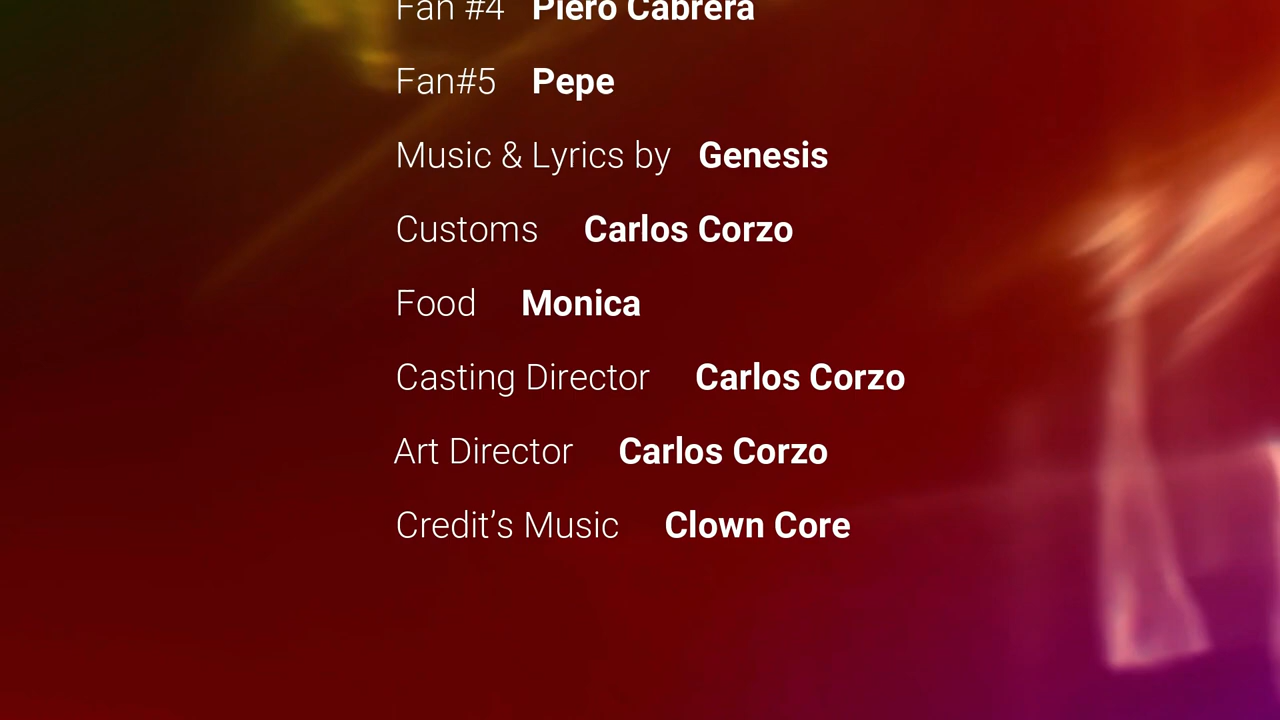 Fan #4 Piero Cabrera
Fan#5 Pepe
Music & Lyrics by Genesis
Customs Carlos Corzo
Food Monica
Casting Director Carlos Corzo
Art Director Carlos Corzo
Credit’s Music Clown Core